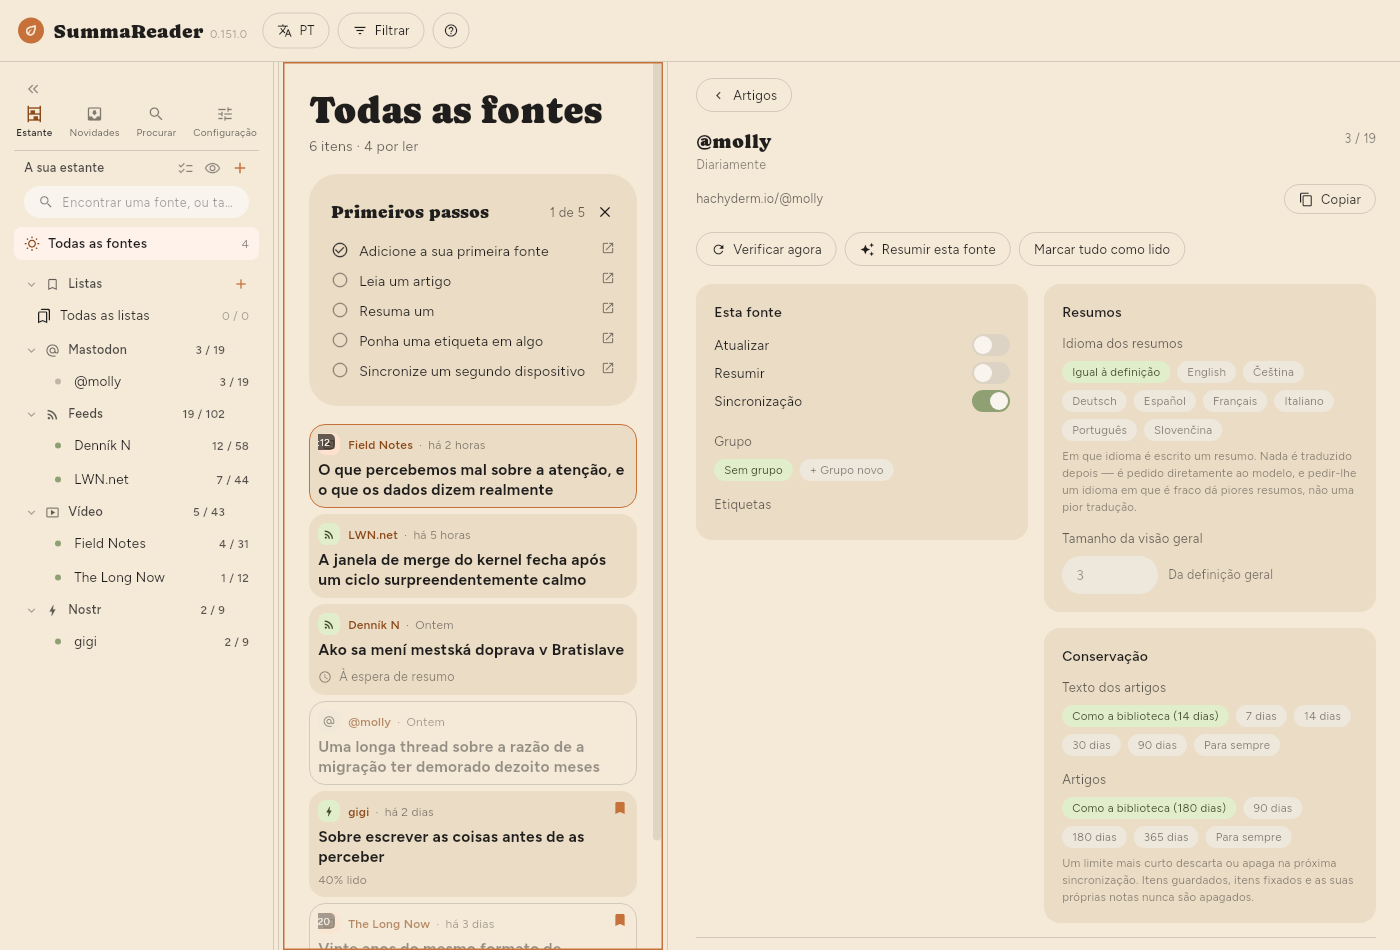 SummaReader 0.151.0
PT
Filtrar
Estante
Novidades
Procurar
Configuração
A sua estante
Encontrar uma fonte, ou ta...
Todas as fontes 4
Listas
Todas as listas 0 / 0
Mastodon 3 / 19
@molly 3 / 19
Feeds 19 / 102
Denník N 12 / 58
LWN.net 7 / 44
Vídeo 5 / 43
Field Notes 4 / 31
The Long Now 1 / 12
Nostr 2 / 9
gigi 2 / 9
Todas as fontes
6 itens · 4 por ler
Primeiros passos 1 de 5
Adicione a sua primeira fonte
Leia um artigo
Resuma um
Ponha uma etiqueta em algo
Sincronize um segundo dispositivo
:12 Field Notes · há 2 horas
O que percebemos mal sobre a atenção, e
o que os dados dizem realmente
LWN.net · há 5 horas
A janela de merge do kernel fecha após
um ciclo surpreendentemente calmo
Denník N · Ontem
Ako sa mení mestská doprava v Bratislave
À espera de resumo
@molly · Ontem
Uma longa thread sobre a razão de a
migração ter demorado dezoito meses
gigi · há 2 dias
Sobre escrever as coisas antes de as
perceber
40% lido
20 The Long Now · há 3 dias
Vinte anos do mesmo formato de
Artigos
@molly 3 / 19
Diariamente
hachyderm.io/@molly
Copiar
Verificar agora
Resumir esta fonte
Marcar tudo como lido
Esta fonte
Atualizar
Resumir
Sincronização
Grupo
Sem grupo + Grupo novo
Etiquetas
Resumos
Idioma dos resumos
Igual à definição English Čeština
Deutsch Español Français Italiano
Português Slovenčina
Em que idioma é escrito um resumo. Nada é traduzido
depois — é pedido diretamente ao modelo, e pedir-lhe
um idioma em que é fraco dá piores resumos, não uma
pior tradução.
Tamanho da visão geral
3 Da definição geral
Conservação
Texto dos artigos
Como a biblioteca (14 dias) 7 dias 14 dias
30 dias 90 dias Para sempre
Artigos
Como a biblioteca (180 dias) 90 dias
180 dias 365 dias Para sempre
Um limite mais curto descarta ou apaga na próxima
sincronização. Itens guardados, itens fixados e as suas
próprias notas nunca são apagados.